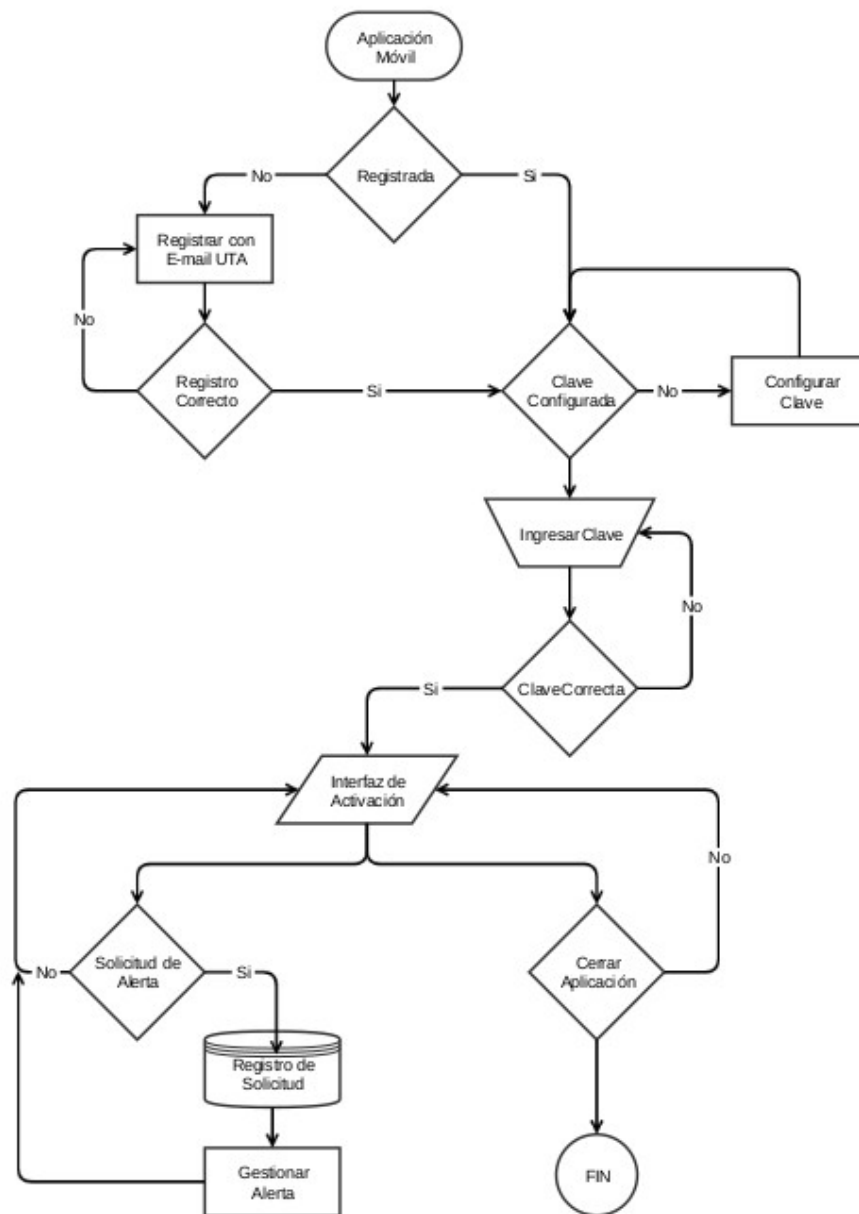 Aplicación
Móvil
Registrada
No
Si
Registrar con
E-mail UTA
No
Registro
Correcto
Si
Clave
Configurada
No
Configurar
Clave
Ingresar Clave
No
Clave Correcta
Si
Interfaz de
Activación
No
Solicitud de
Alerta
No
Si
Cerrar
Aplicación
Registro de
Solicitud
Gestionar
Alerta
FIN